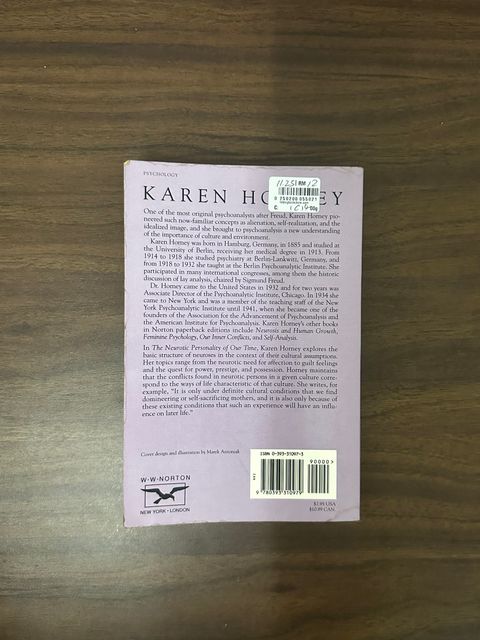 PSYCHOLOGY
KAREN HO EY
One of the most original psychoanalysts after Freud, Karen Horney pio-
neered such now-familiar concepts as alienation, self-realization, and the
idealized image, and she brought to psychoanalysis a new understanding
of the importance of culture and environment.
Karen Horney was born in Hamburg, Germany, in 1885 and studied at
the University of Berlin, receiving her medical degree in 1913. From
1914 to 1918 she studied psychiatry at Berlin-Lankwitz, Germany, and
from 1918 to 1932 she taught at the Berlin Psychoanalytic Institute. She
participated in many international congresses, among them the historic
discussion of lay analysis, chaired by Sigmund Freud.
Dr. Horney came to the United States in 1932 and for two years was
Associate Director of the Psychoanalytic Institute, Chicago. In 1934 she
came to New York and was a member of the teaching staff of the New
York Psychoanalytic Institute until 1941, when she became one of the
founders of the Association for the Advancement of Psychoanalysis and
the American Institute for Psychoanalysis. Karen Horney's other books
in Norton paperback editions include Neurosis and Human Growth,
Feminine Psychology, Our Inner Conflicts, and Self-Analysis.
In The Neurotic Personality of Our Time, Karen Horney explores the
basic structure of neuroses in the context of their cultural assumptions.
Her topics range from the neurotic need for affection to guilty feelings
and the quest for power, prestige, and possession. Horney maintains
that the conflicts found in neurotic persons in a given culture corre-
spond to the ways of life characteristic of that culture. She writes, for
example, "It is only under definite cultural conditions that we find
domineering or self-sacrificing mothers, and it is also only because of
these existing conditions that such an experience will have an influ-
ence on later life."
Cover design and illustration by Marek Antoniak
W·W·NORTON
NEW YORK · LONDON
ISBN 0-393-31097-3
90000>
9 780393 310979
$10.99 CAN.